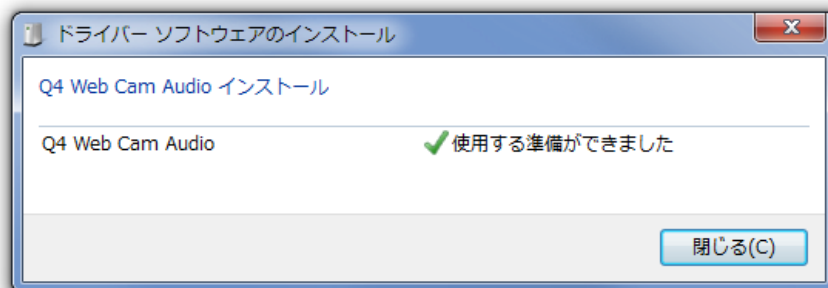 ドライバー ソフトウェアのインストール
Q4 Web Cam Audio インストール
Q4 Web Cam Audio 使用する準備ができました
閉じる(C)